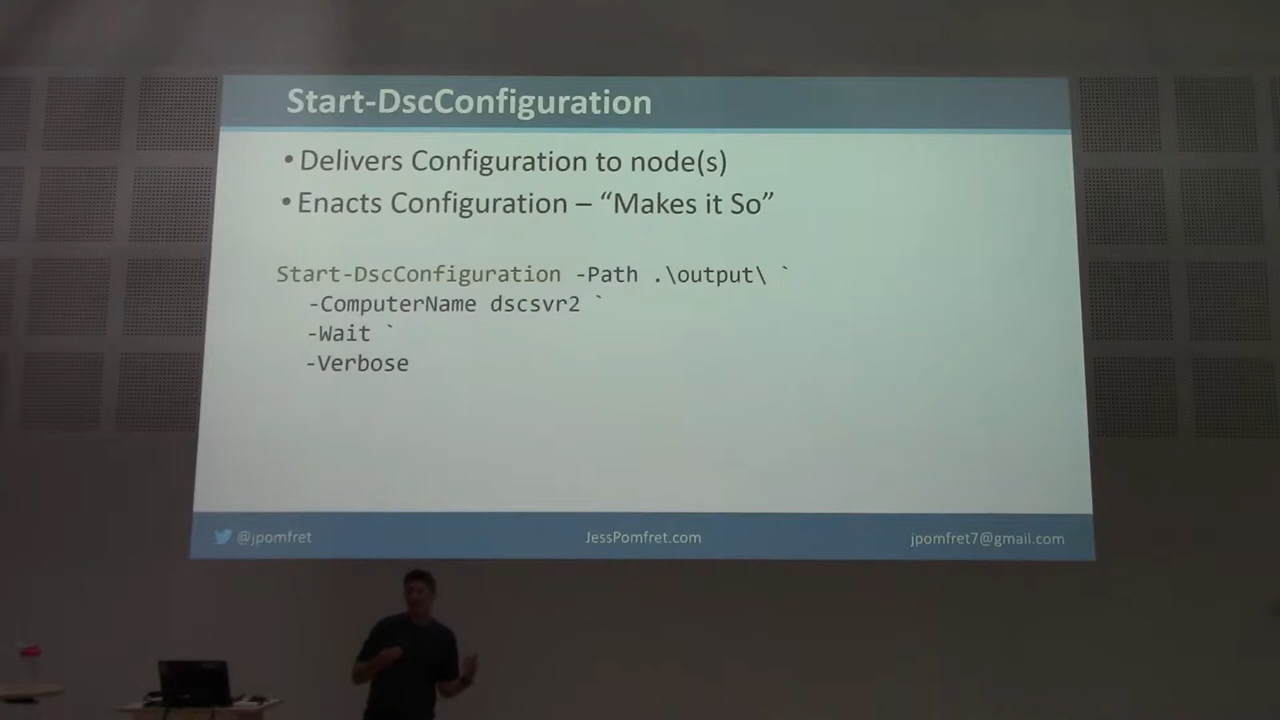 Start-DscConfiguration
• Delivers Configuration to node(s)
• Enacts Configuration – “Makes it So”
Start-DscConfiguration -Path .\output\ `
-ComputerName dscsvr2 `
-Wait `
-Verbose
@jpomfret JessPomfret.com jpomfret7@gmail.com